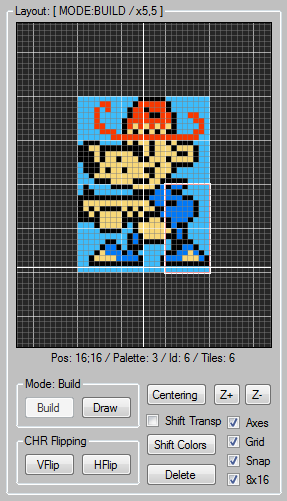 Layout: [ MODE:BUILD / x5,5 ]
Pos: 16;16 / Palette: 3 / Id: 6 / Tiles: 6
Mode: Build
Build Draw
Centering Z+ Z-
Shift Transp Axes
CHR Flipping
VFlip HFlip
Shift Colors Grid
Snap
Delete 8x16